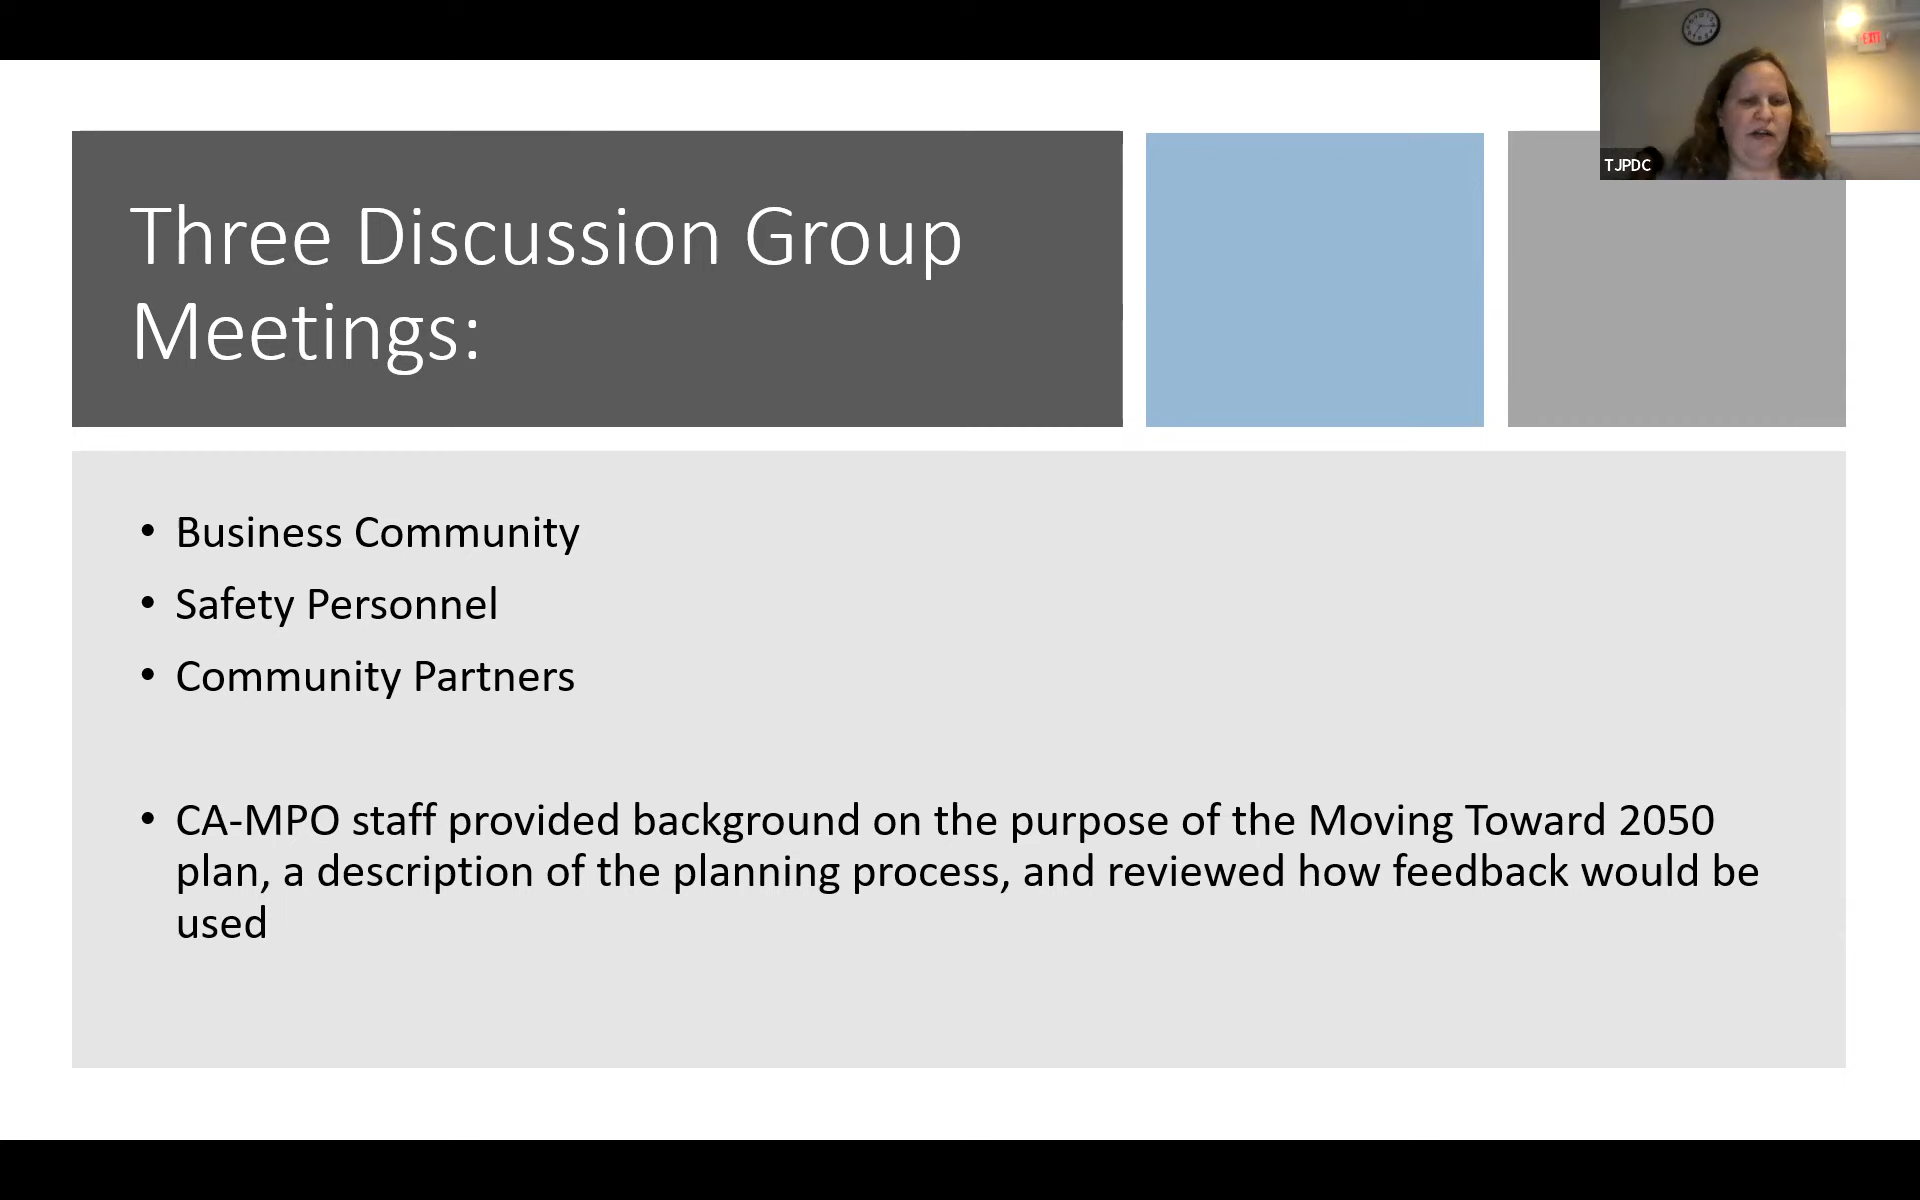 EXIT
TJPDC
Three Discussion Group
Meetings:
• Business Community
• Safety Personnel
• Community Partners
• CA-MPO staff provided background on the purpose of the Moving Toward 2050
plan, a description of the planning process, and reviewed how feedback would be
used